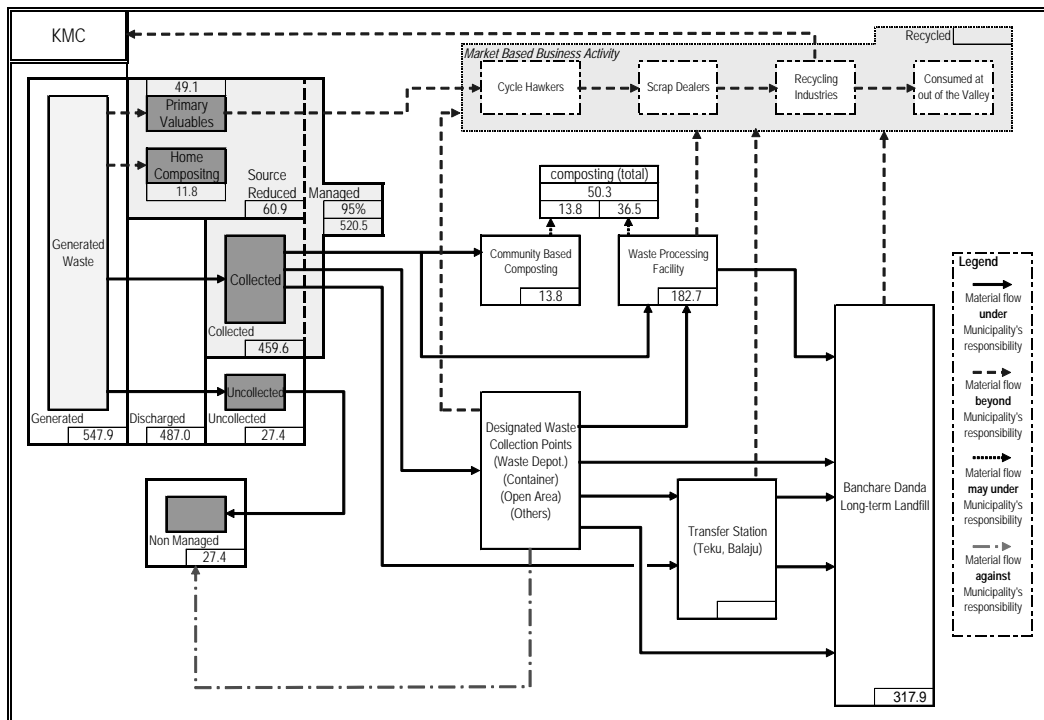 KMC
Recycled
Market Based Business Activity
Cycle Hawkers
Scrap Dealers
Recycling
Industries
Consumed at
out of the Valley
49.1
Primary
Valuables
Home
Compositng
11.8
Source
Reduced
60.9
Managed
95%
520.5
Generated
Waste
Collected
Collected
459.6
Uncollected
Generated
547.9
Discharged
487.0
Uncollected
27.4
Non Managed
27.4
composting (total)
50.3
13.8
36.5
Community Based
Composting
13.8
Waste Processing
Facility
182.7
Designated Waste
Collection Points
(Waste Depot.)
(Container)
(Open Area)
(Others)
Transfer Station
(Teku, Balaju)
Banchare Danda
Long-term Landfill
317.9
Legend
Material flow
under
Municipality's
responsibility
Material flow
beyond
Municipality's
responsibility
Material flow
may under
Municipality's
responsibility
Material flow
against
Municipality's
responsibility